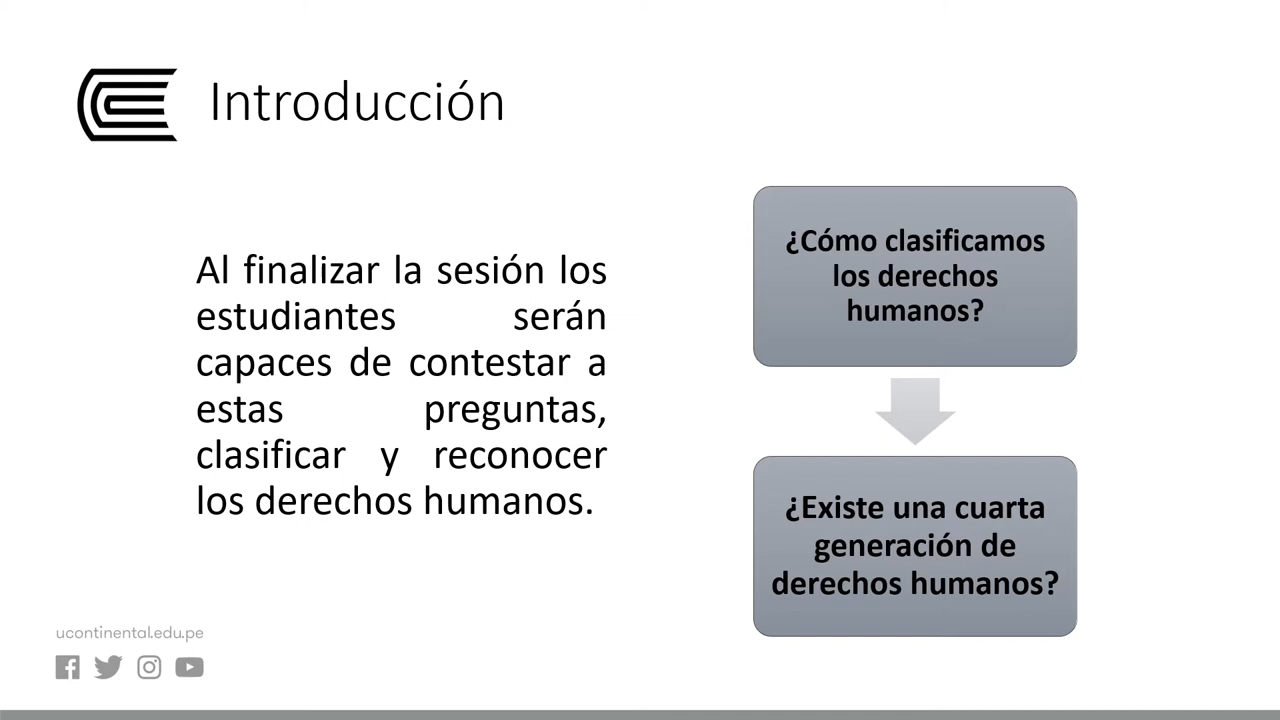 Introducción
Al finalizar la sesión los
estudiantes serán
capaces de contestar a
estas preguntas,
clasificar y reconocer
los derechos humanos.
¿Cómo clasificamos
los derechos
humanos?
¿Existe una cuarta
generación de
derechos humanos?
ucontinental.edu.pe